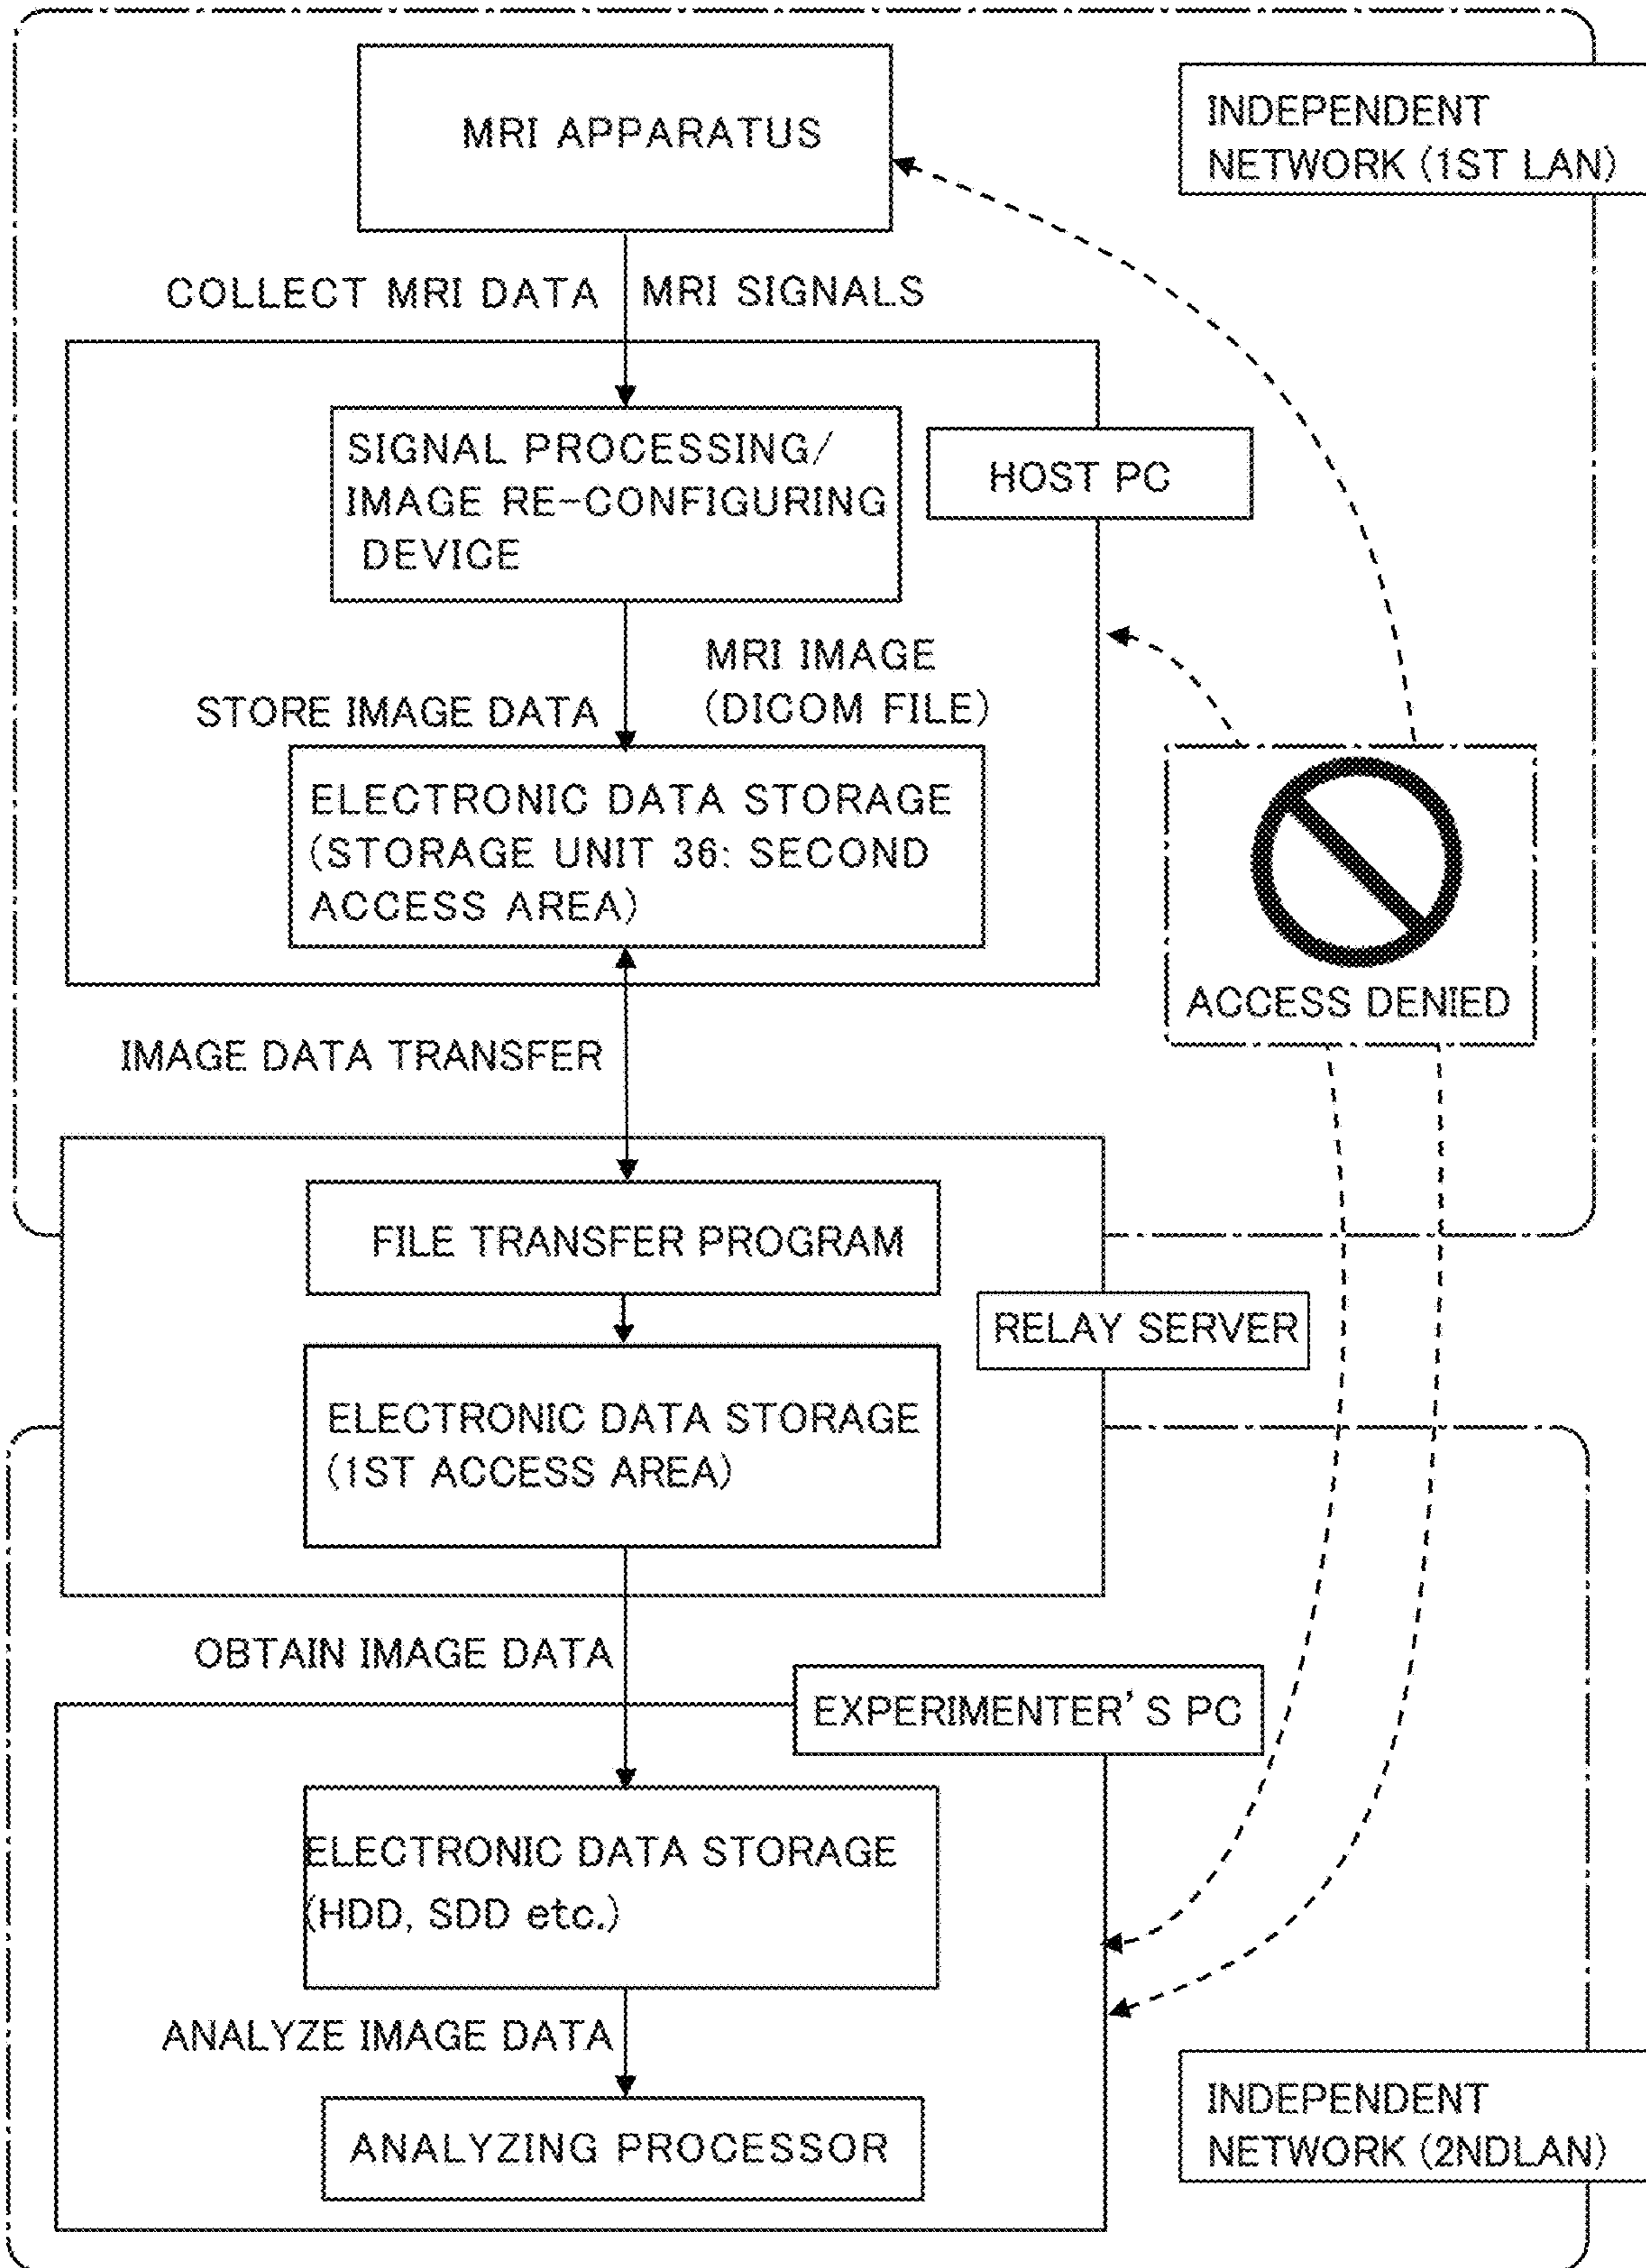 MRI APPARATUS
INDEPENDENT
NETWORK (1ST LAN)
COLLECT MRI DATA
MRI SIGNALS
SIGNAL PROCESSING/
IMAGE RE-CONFIGURING
DEVICE
HOST PC
MRI IMAGE
(DICOM FILE)
STORE IMAGE DATA
ELECTRONIC DATA STORAGE
(STORAGE UNIT 36: SECOND
ACCESS AREA)
ACCESS DENIED
IMAGE DATA TRANSFER
FILE TRANSFER PROGRAM
RELAY SERVER
ELECTRONIC DATA STORAGE
(1ST ACCESS AREA)
OBTAIN IMAGE DATA
EXPERIMENTER'S PC
ELECTRONIC DATA STORAGE
(HDD, SDD etc.)
ANALYZE IMAGE DATA
ANALYZING PROCESSOR
INDEPENDENT
NETWORK (2NDLAN)